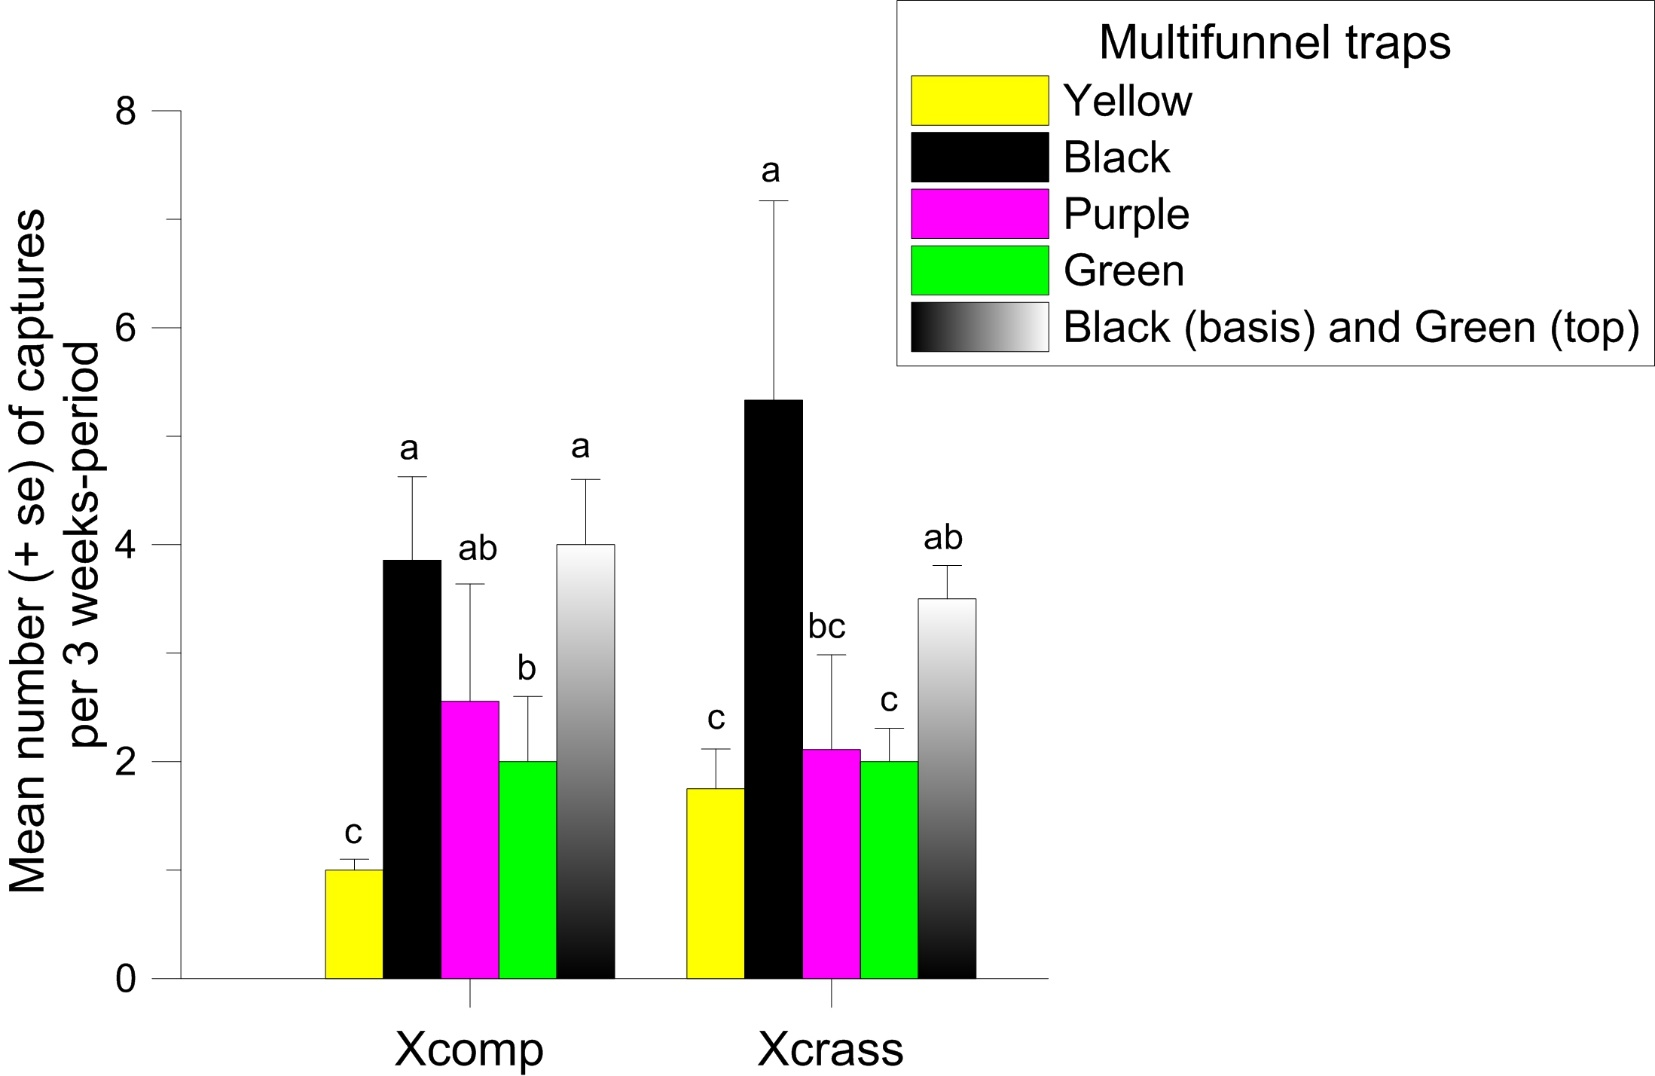 Multifunnel traps
Yellow
Black
Purple
Green
Black (basis) and Green (top)
Mean number (+ se) of captures
per 3 weeks-period
8
6
4
2
0
c
a
ab
b
a
c
a
bc
c
ab
Xcomp
Xcrass